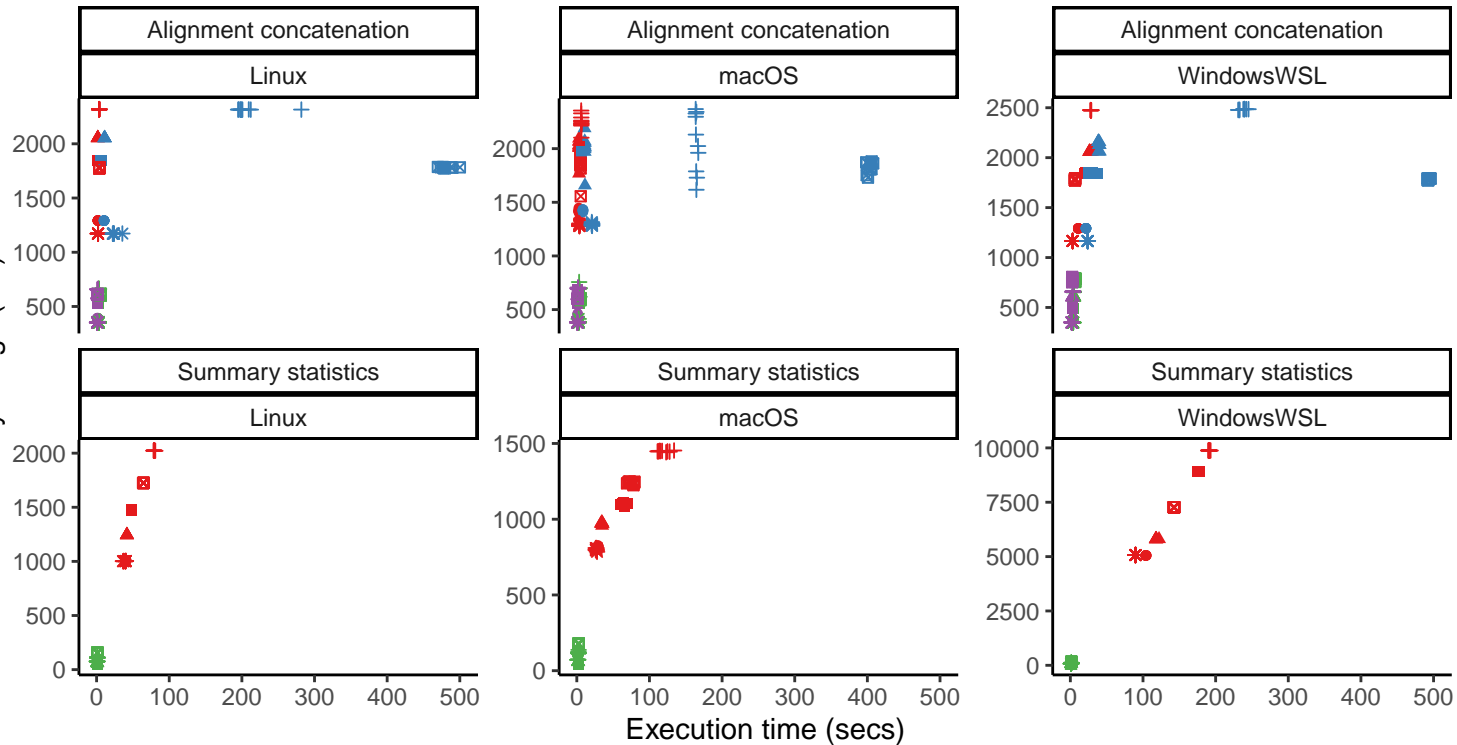 Alignment concatenation Alignment concatenation Alignment concatenation
Linux macOS WindowsWSL
2000 2000 2500
1500 1500 2000
1000 1000 1500
500 500 1000
500
Summary statistics Summary statistics Summary statistics
Linux macOS WindowsWSL
2000 1500 10000
1500 1000 7500
1000 500 5000
500 0 2500
0 0
0 100 200 300 400 500 0 100 200 300 400 500 0 100 200 300 400 500
Execution time (secs)